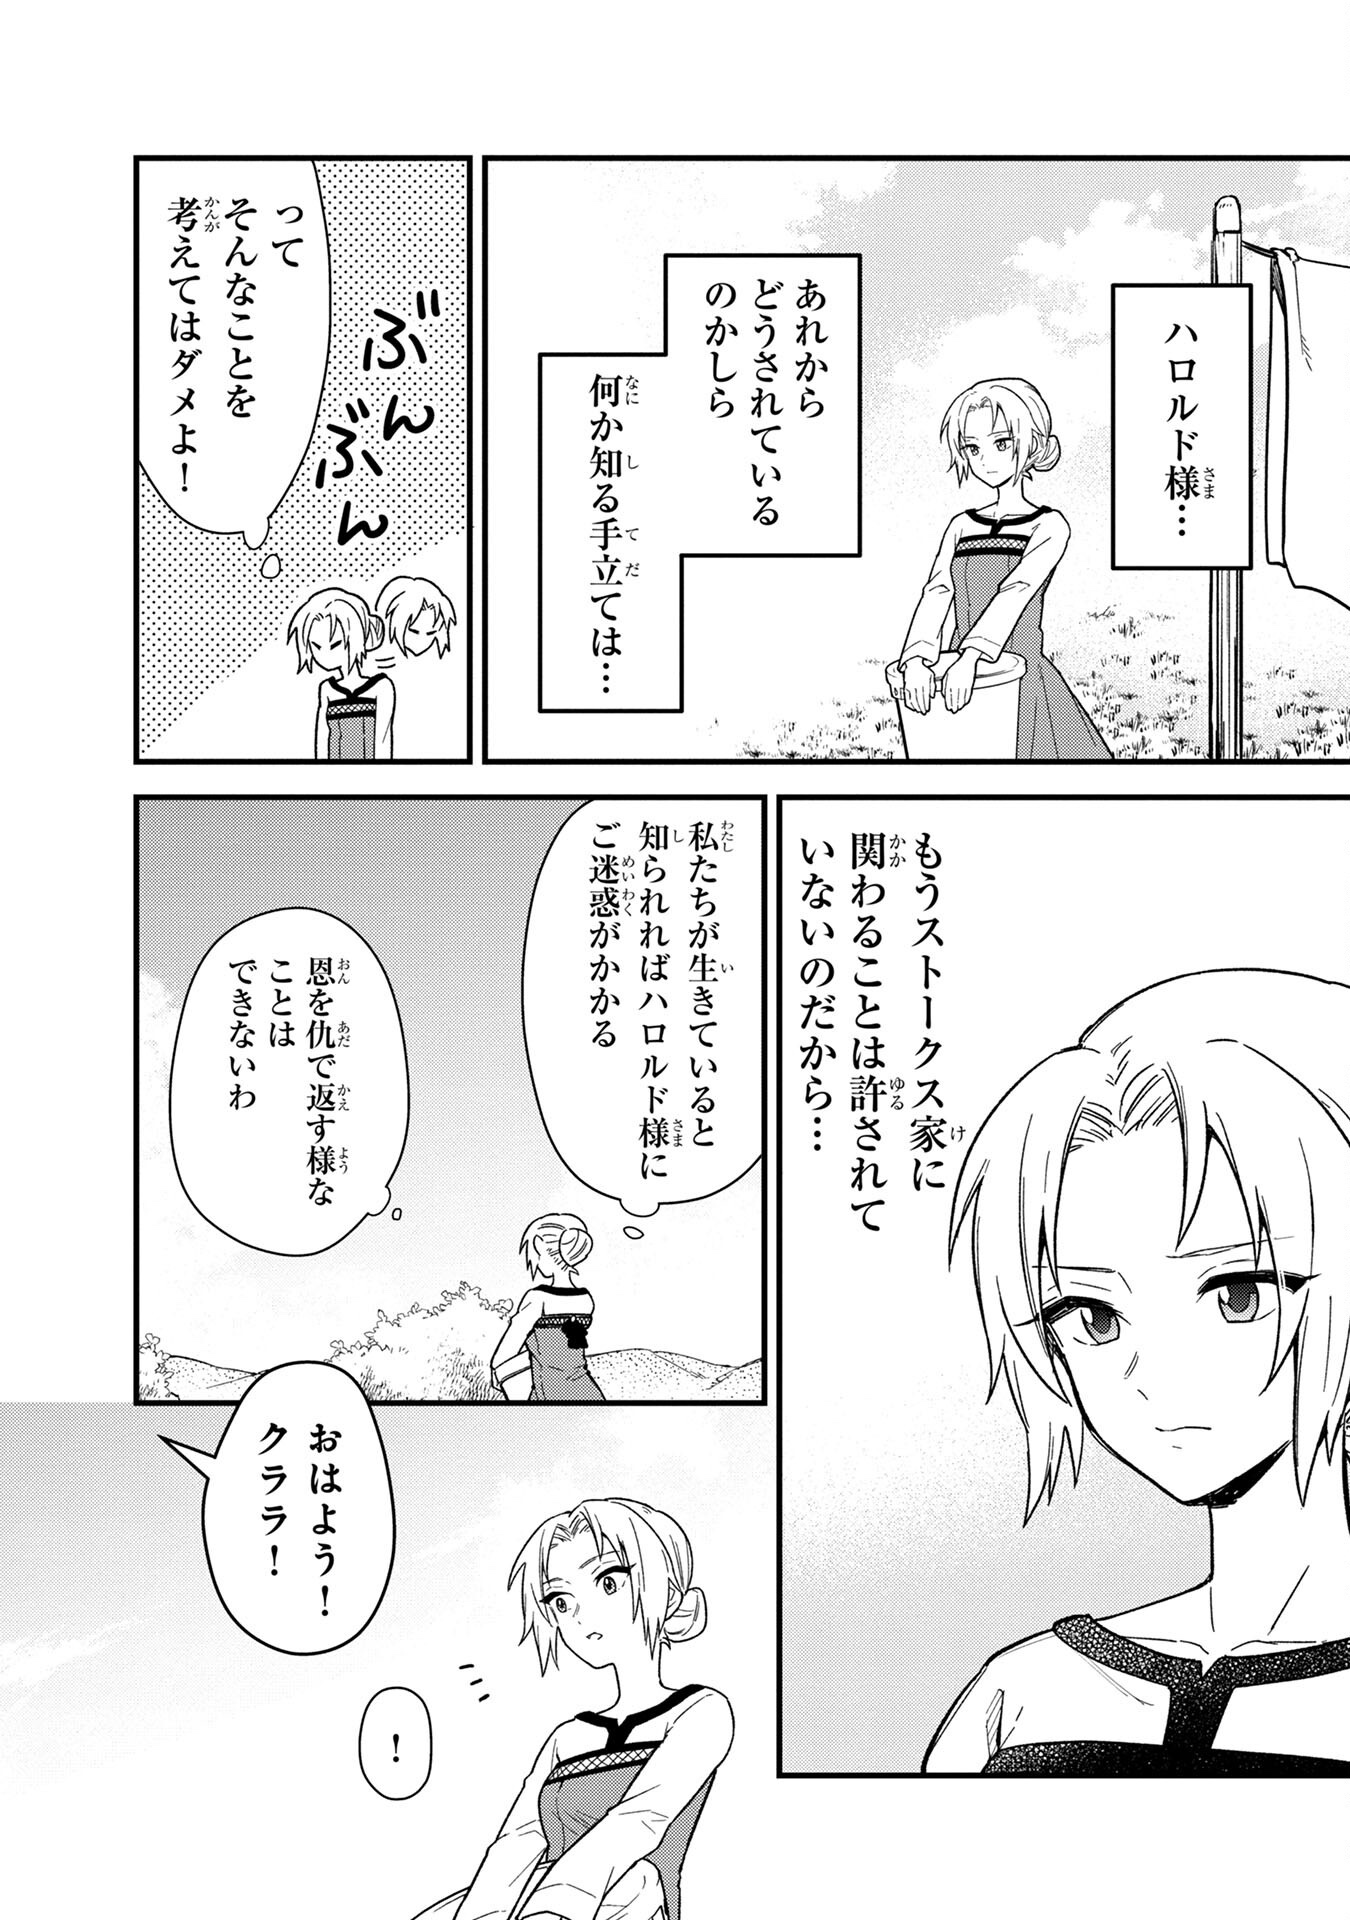 ハロルド様…
あれから
どうされている
のかしら
何か知る手立ては…
って
そんなことを
考えてはダメよ！
ぶんぶん
もうストークス家に
関わることは許されて
いないのだから…
私たちが生きていると
知られればハロルド様に
ご迷惑がかかる
恩を仇で返す様な
ことは
できないわ
おはよう！
クララ！
！